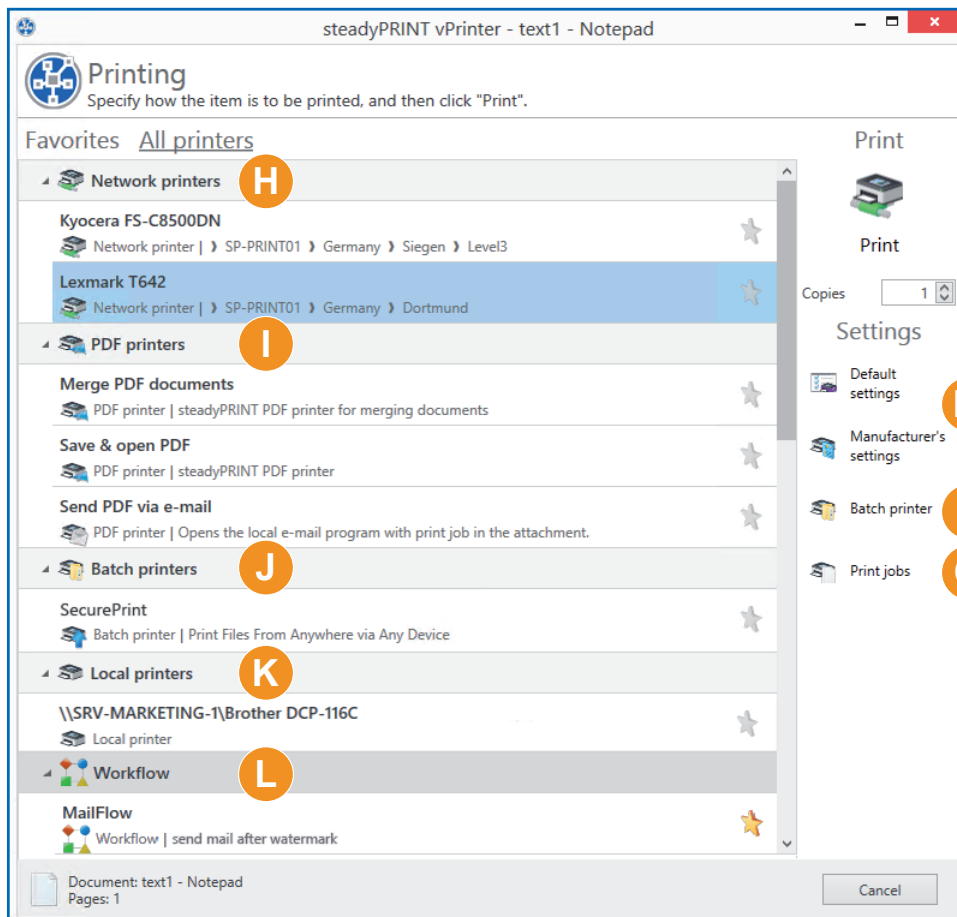 steadyPRINT vPrinter - text1 - Notepad
Printing
Specify how the item is to be printed, and then click "Print".
Favorites All printers
Network printers H
Kyocera FS-C8500DN
Network printer | ❫ SP-PRINT01 ❫ Germany ❫ Siegen ❫ Level3
Lexmark T642
Network printer | ❫ SP-PRINT01 ❫ Germany ❫ Dortmund
PDF printers I
Merge PDF documents
PDF printer | steadyPRINT PDF printer for merging documents
Save & open PDF
PDF printer | steadyPRINT PDF printer
Send PDF via e-mail
PDF printer | Opens the local e-mail program with print job in the attachment.
Batch printers J
SecurePrint
Batch printer | Print Files From Anywhere via Any Device
Local printers K
\\SRV-MARKETING-1\Brother DCP-116C
Local printer
Workflow L
MailFlow
Workflow | send mail after watermark
Print
Print
Copies 1
Settings
Default
settings
Manufacturer's
settings
Batch printer
Print jobs
Document: text1 - Notepad
Pages: 1
Cancel